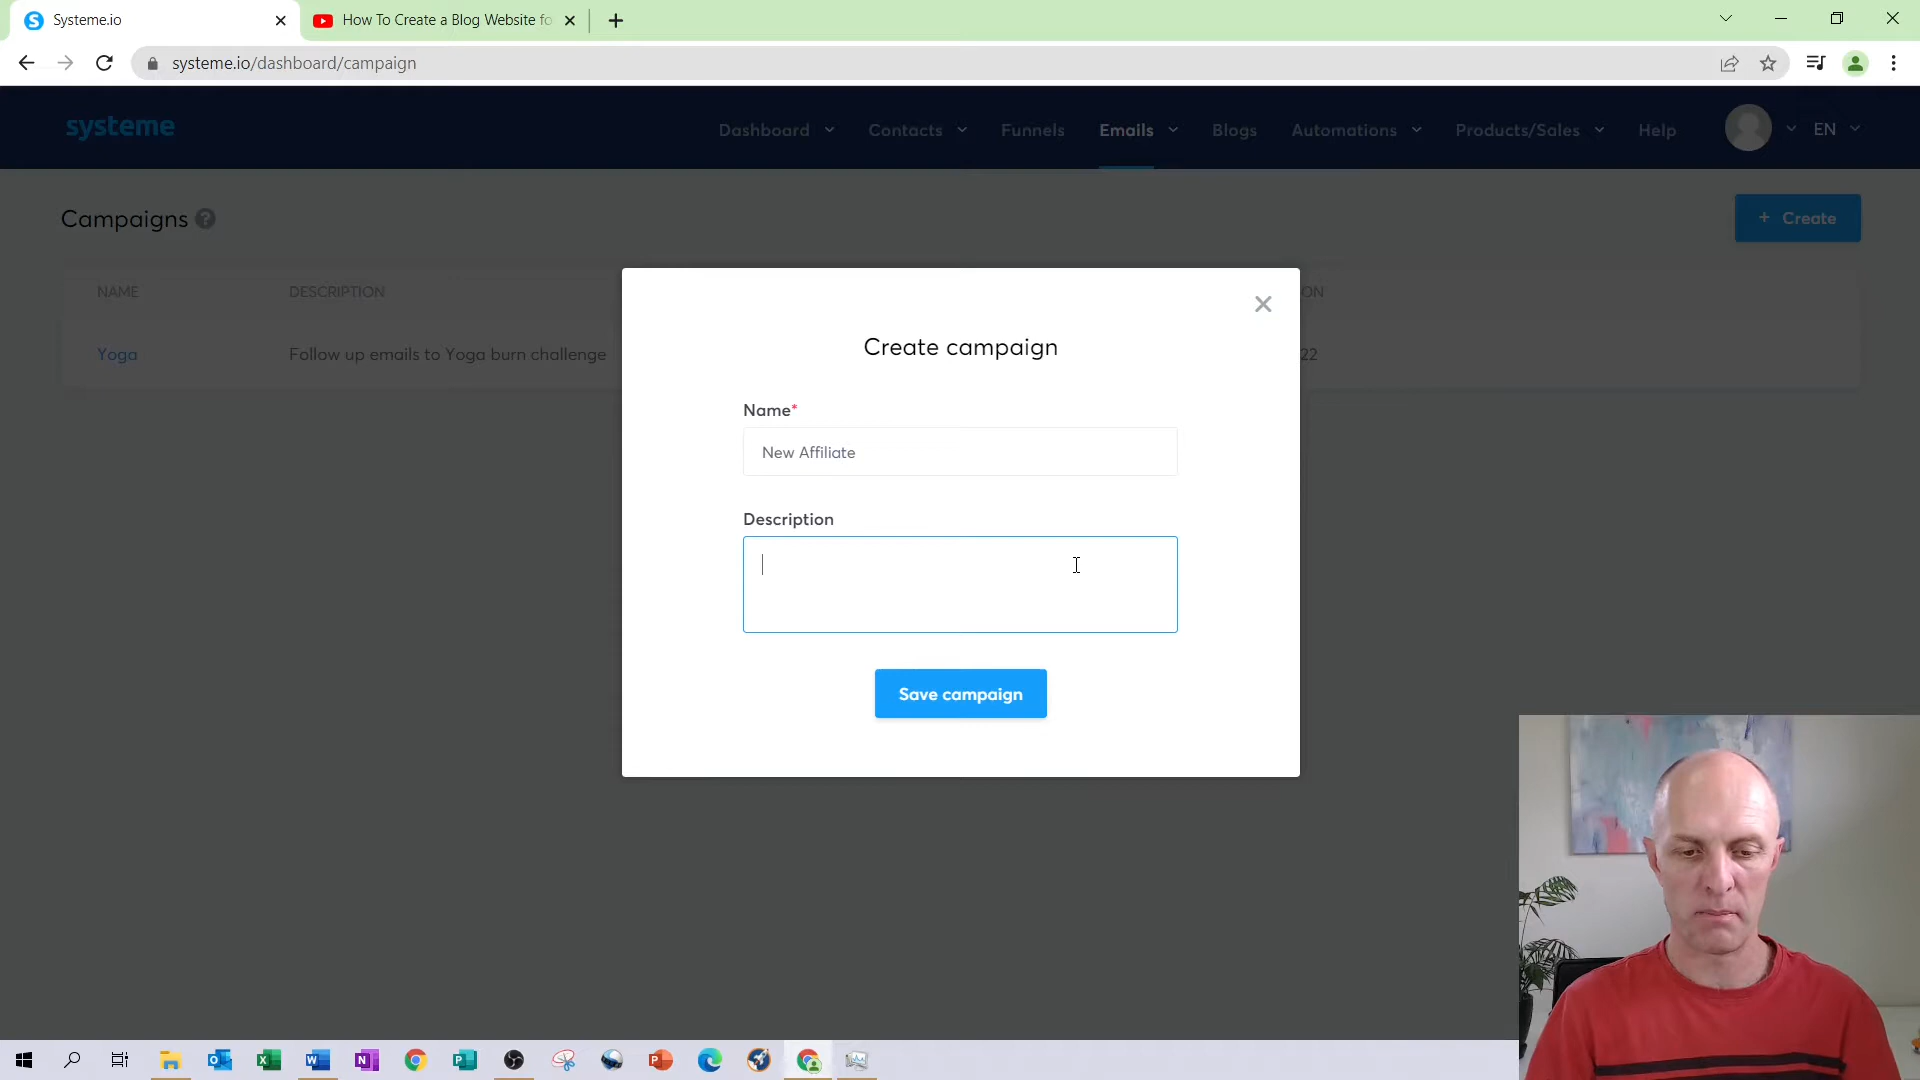 Systeme.io
How To Create a Blog Website fo
systeme.io/dashboard/campaign
systeme
Dashboard
Contacts
Funnels
Emails
Blogs
Automations
Products/Sales
Help
EN
Campaigns ?
+ Create
NAME
DESCRIPTION
ON
Yoga
Follow up emails to Yoga burn challenge
22
Create campaign
Name*
New Affiliate
Description
Save campaign